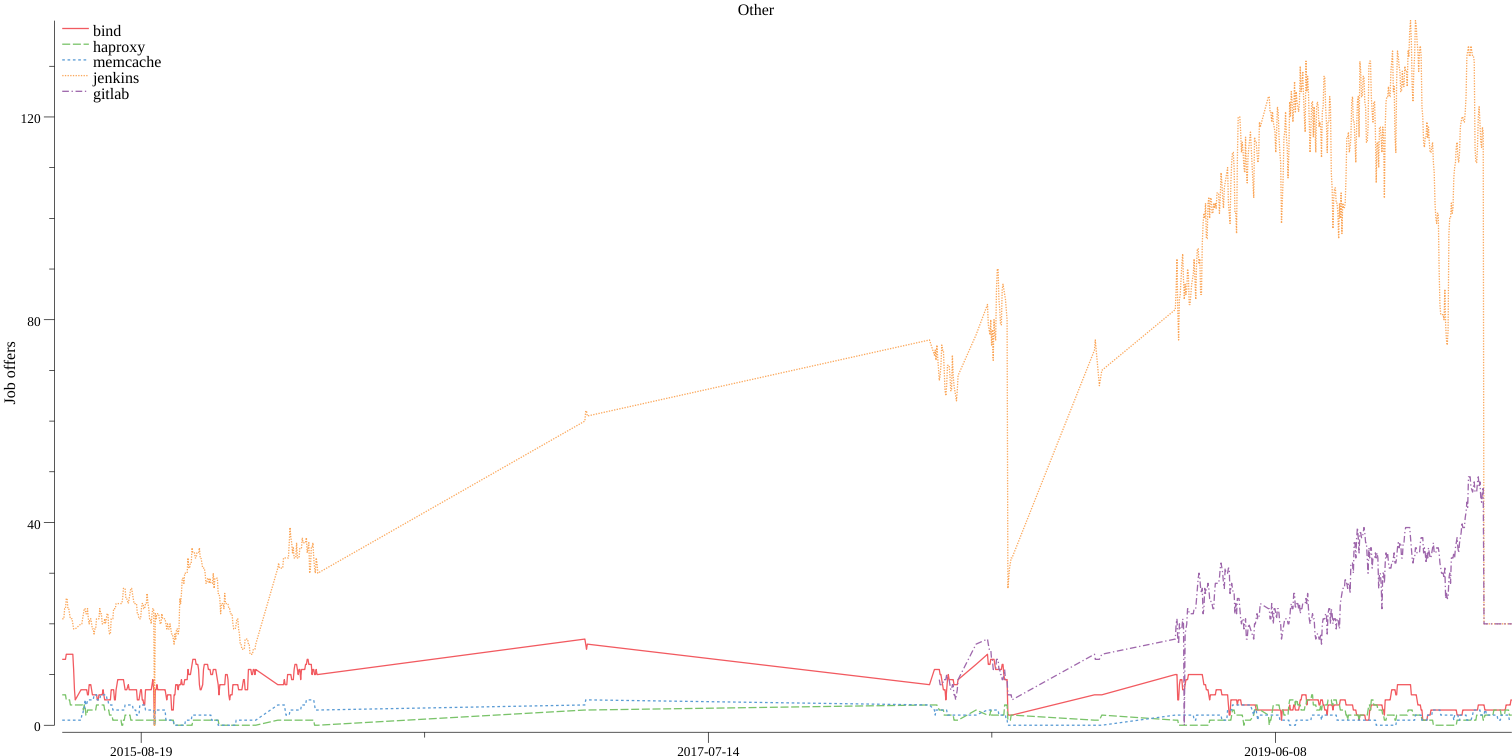 Other
bind
haproxy
memcache
jenkins
gitlab
Job offers
120
80
40
0
2015-08-19
2017-07-14
2019-06-08